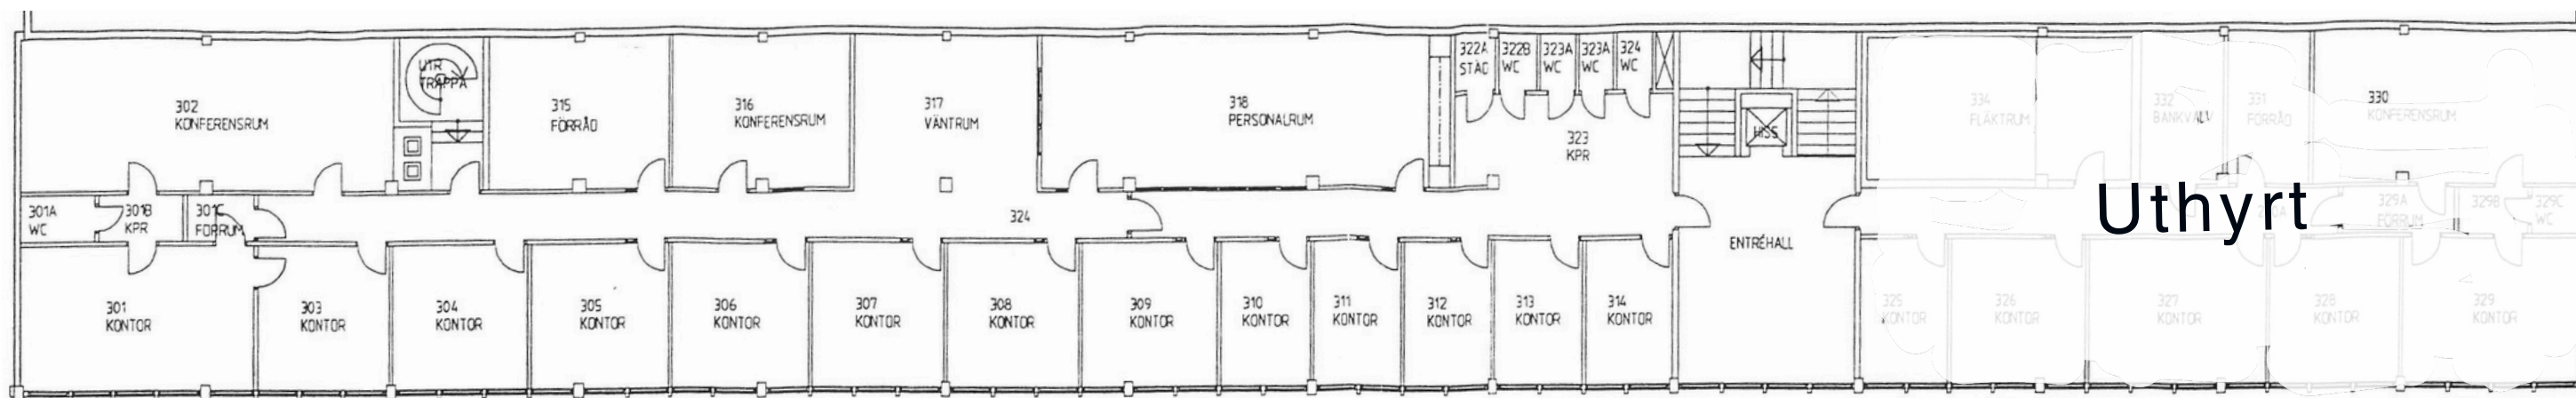 302
KONFERENSRUM
UTR
TRAPPA
315
FÖRRÅD
316
KONFERENSRUM
317
VÄNTRUM
318
PERSONALRUM
322A
STÄD
322B
WC
323A
WC
323A
WC
324
WC
323
KPR
HISS
334
FLÄKTRUM
332
331
FÖRRÅD
330
KONFERENSRUM
301A
WC
301B
KPR
301C
FÖRRUM
324
ENTRÉHALL
Uthyrt
329A
FÖRRUM
329B
329C
WC
301
KONTOR
303
KONTOR
304
KONTOR
305
KONTOR
306
KONTOR
307
KONTOR
308
KONTOR
309
KONTOR
310
KONTOR
311
KONTOR
312
KONTOR
313
KONTOR
314
KONTOR
325
KONTOR
326
KONTOR
327
KONTOR
328
KONTOR
329
KONTOR